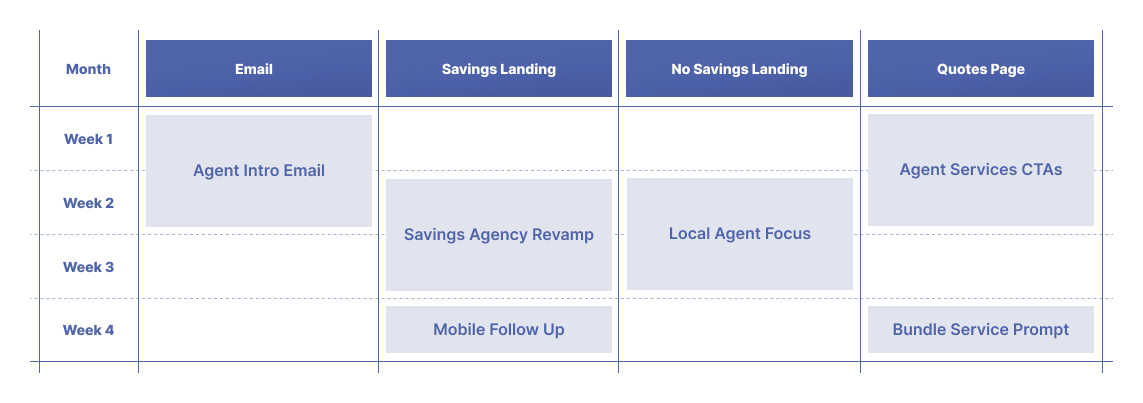 Month
Email
Savings Landing
No Savings Landing
Quotes Page
Week 1
Agent Intro Email
Agent Services CTAs
Week 2
Savings Agency Revamp
Local Agent Focus
Week 3
Week 4
Mobile Follow Up
Bundle Service Prompt